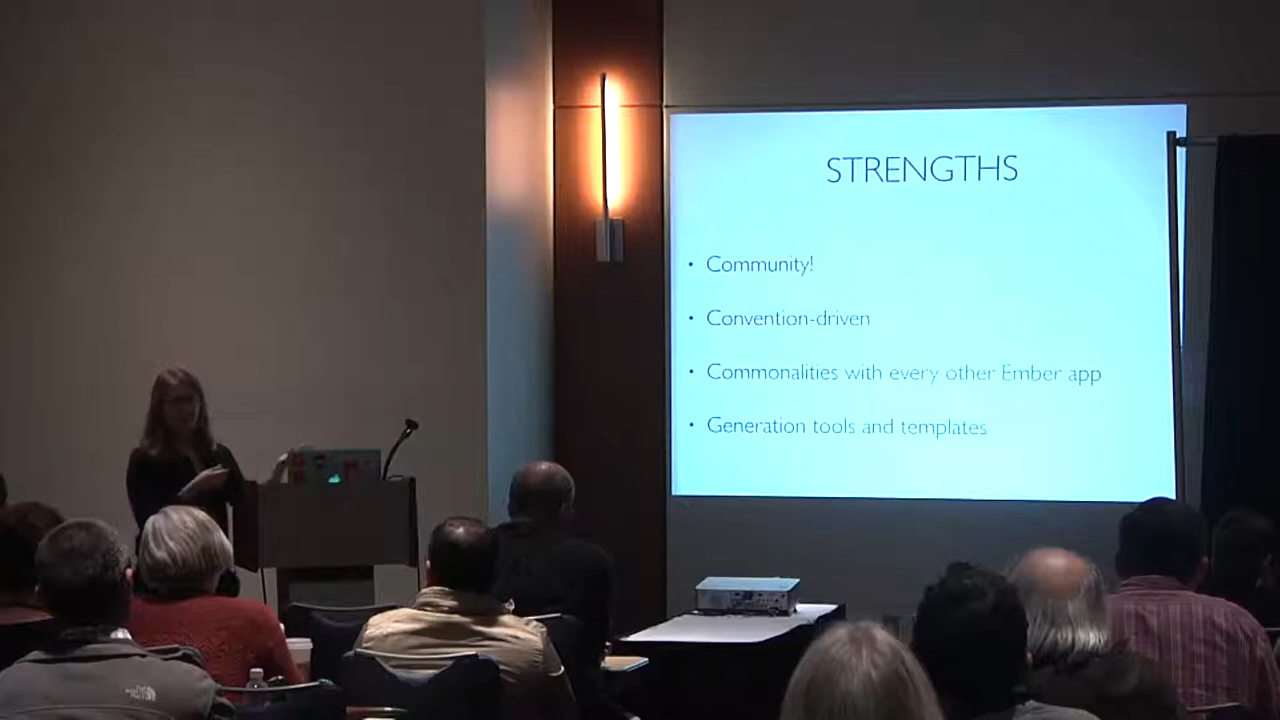 STRENGTHS
• Community!
• Convention-driven
• Commonalities with every other Ember app
• Generation tools and templates